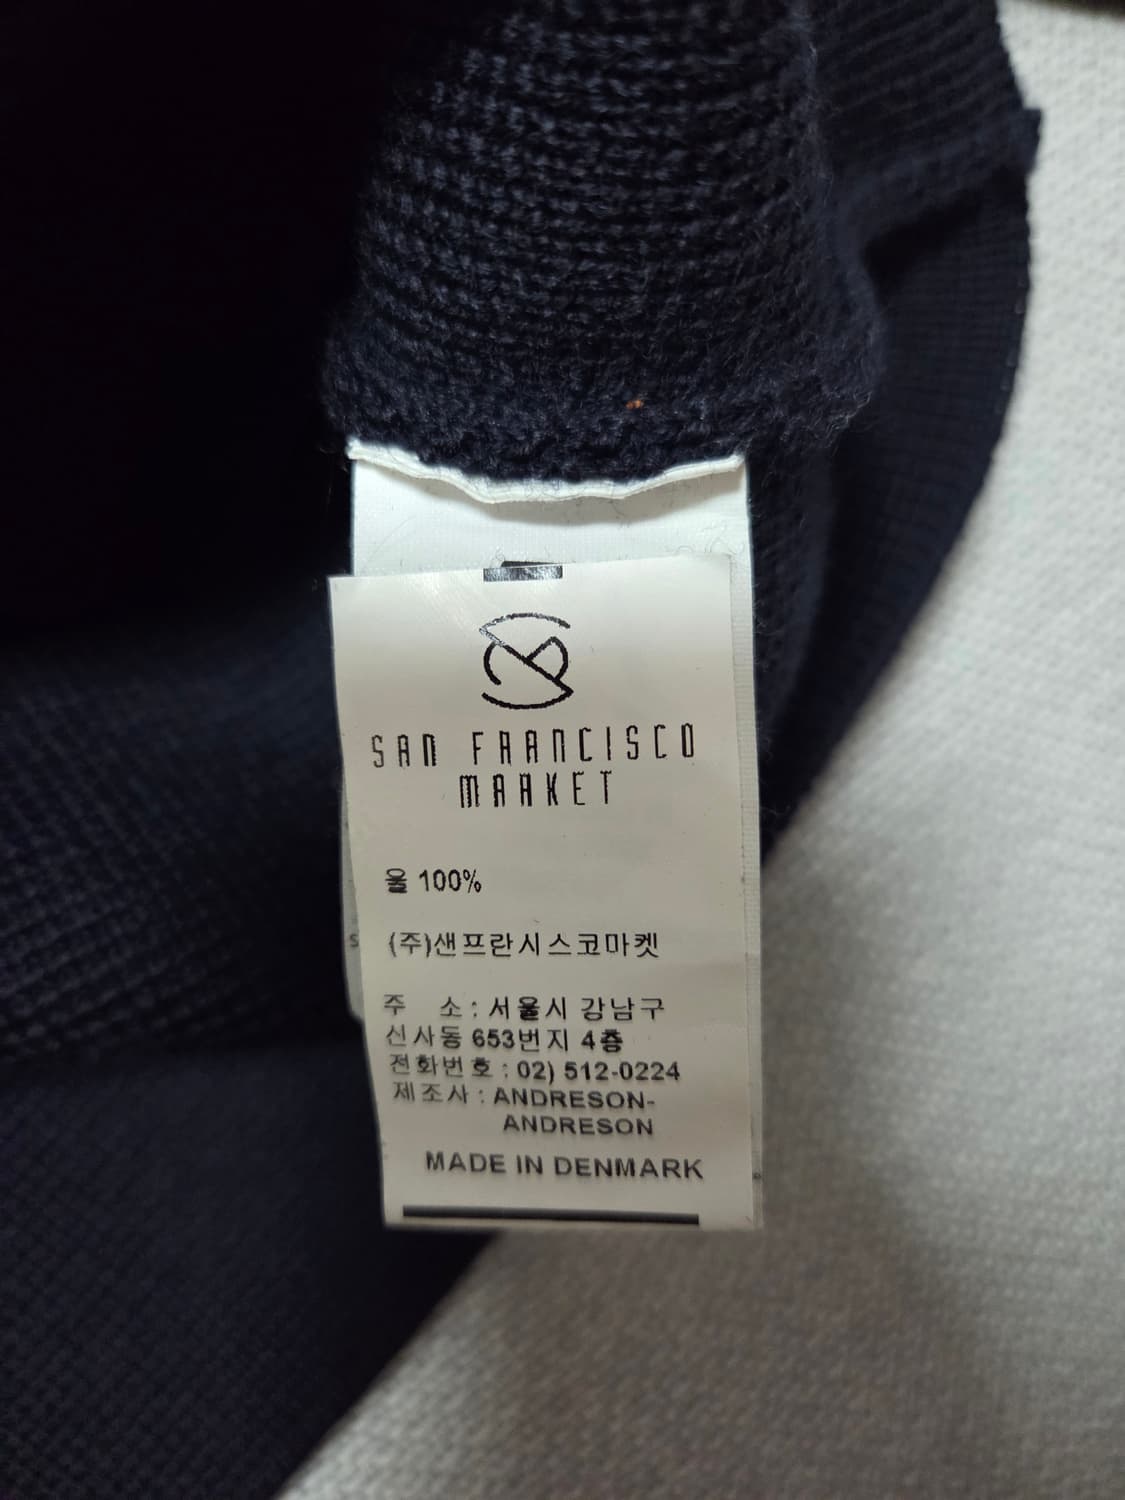 SAN FRANCISCO
MARKET
울 100%
(주)샌프란시스코마켓
주 소 : 서울시 강남구
신사동 653번지 4층
전화번호 : 02) 512-0224
제조사 : ANDRESON-
ANDRESON
MADE IN DENMARK
S